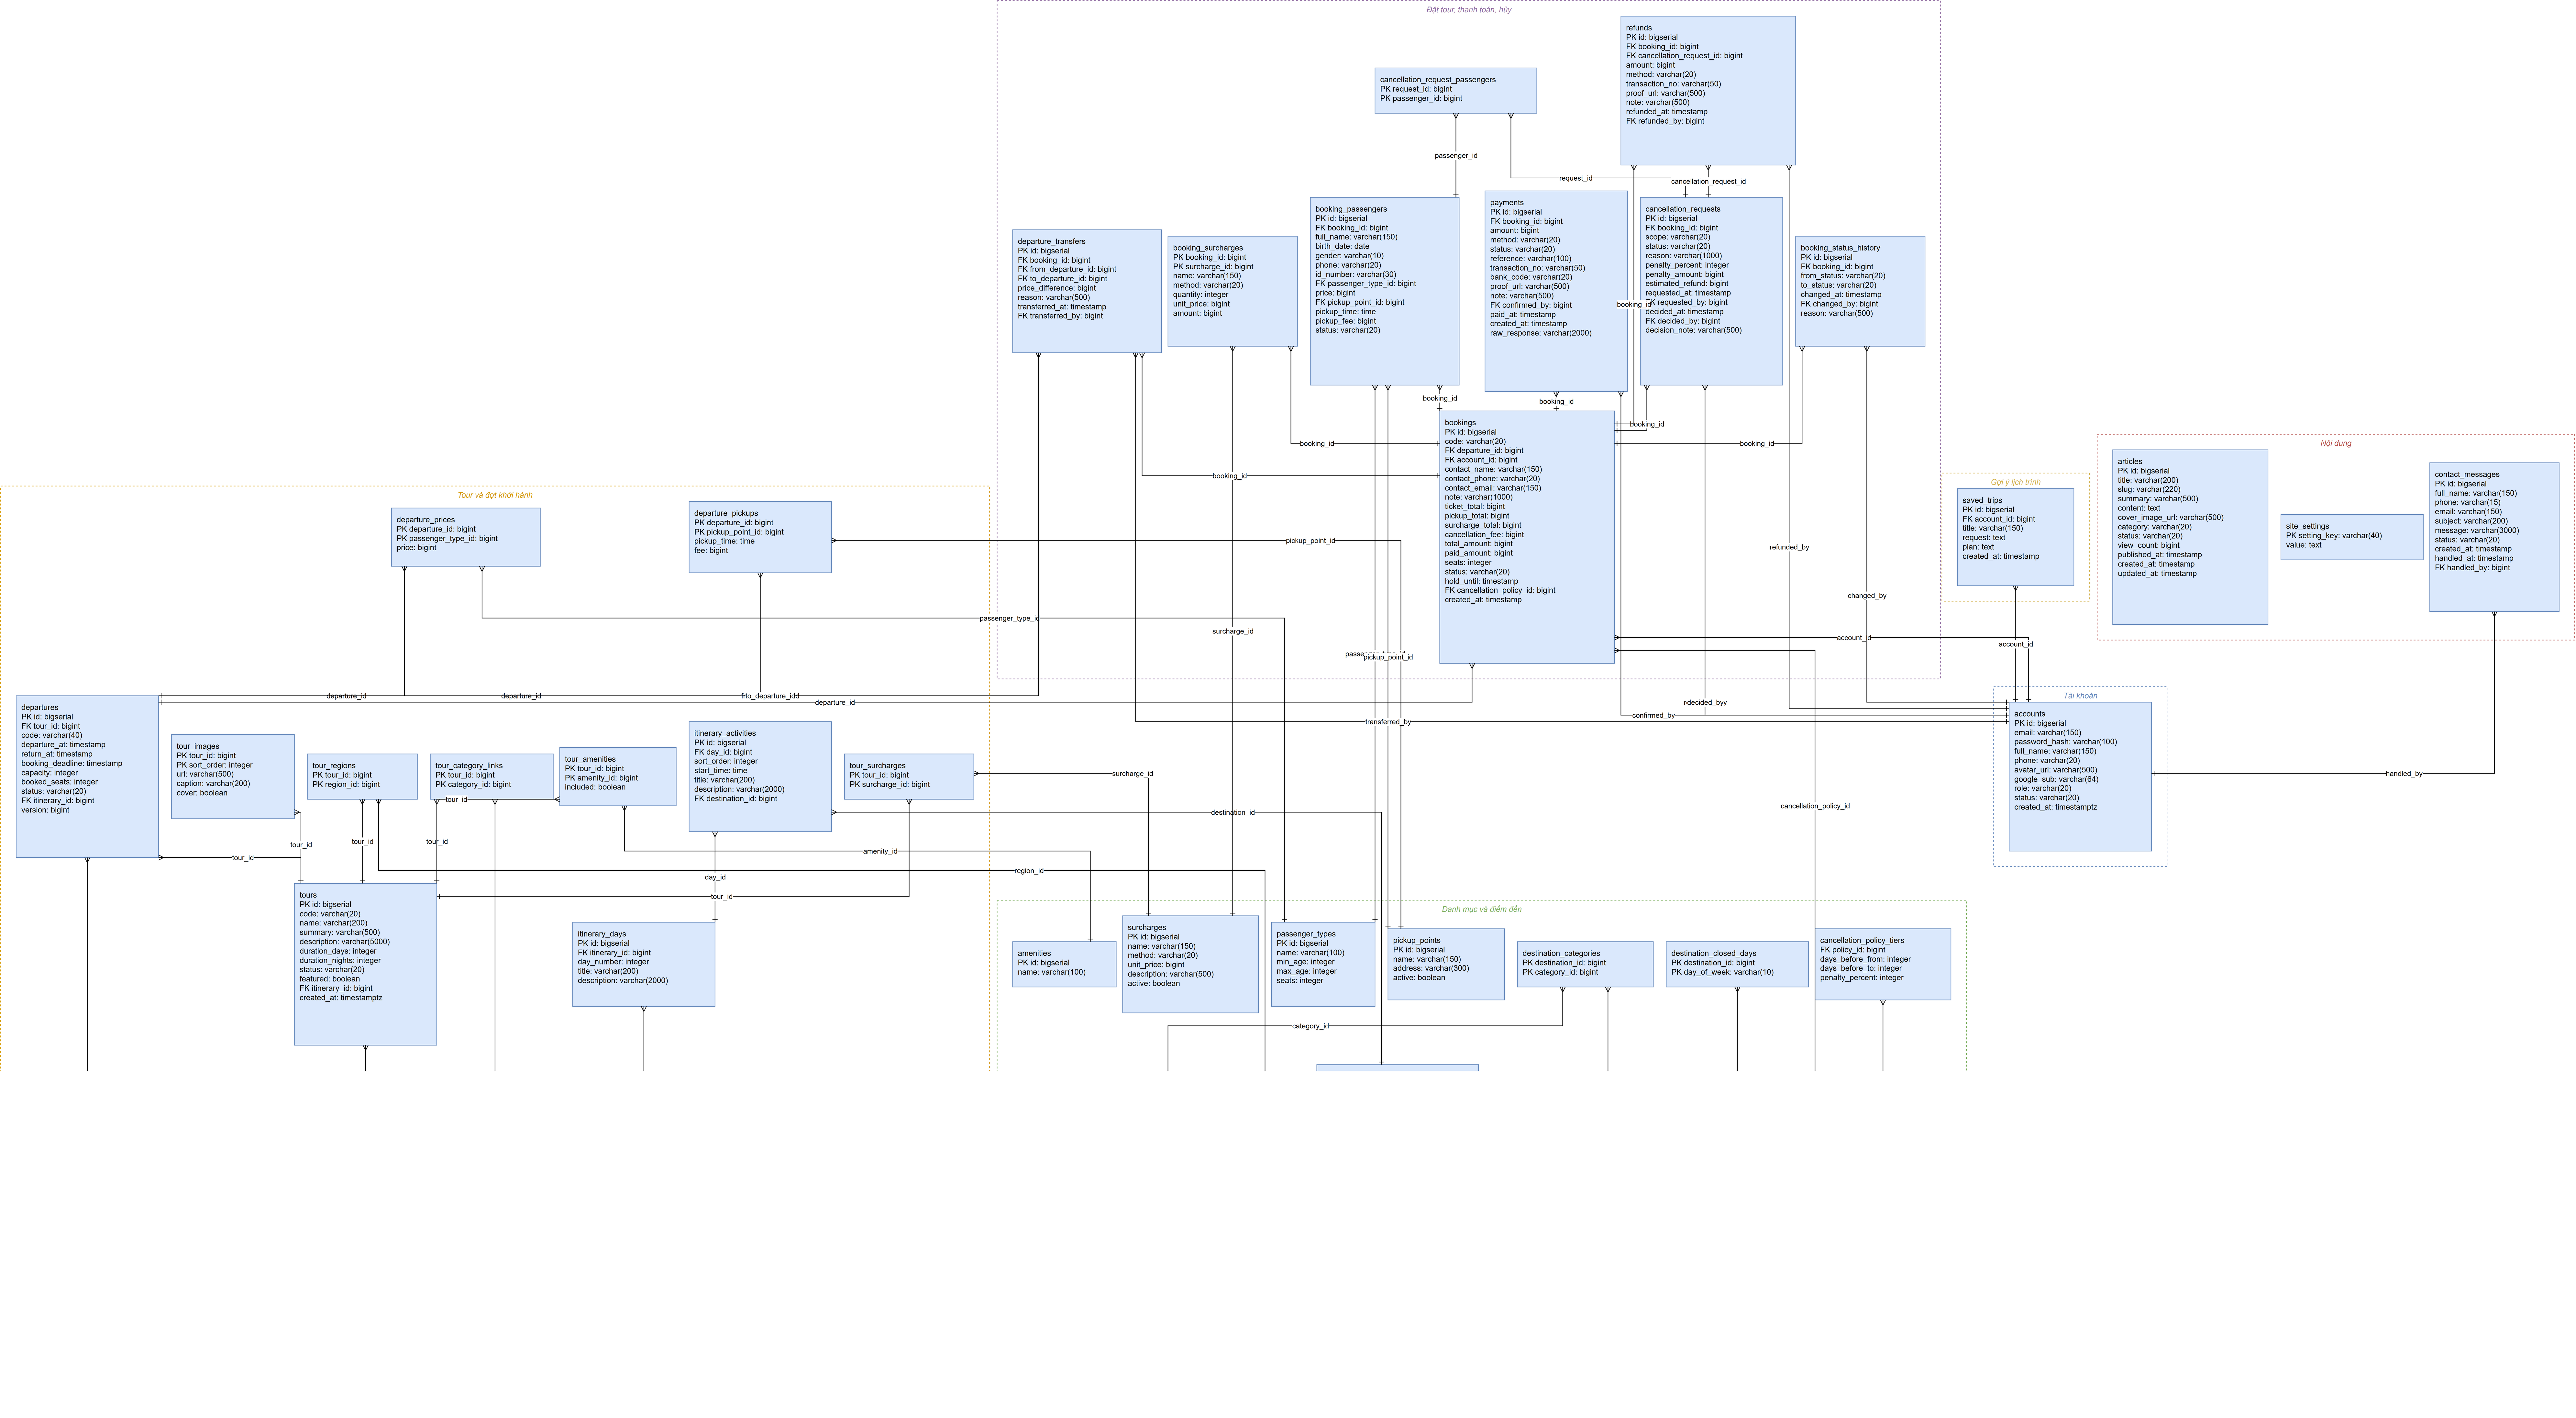 Đặt tour, thanh toán, hủy
refunds
PK id: bigserial
FK booking_id: bigint
FK cancellation_request_id: bigint
amount: bigint
method: varchar(20)
transaction_no: varchar(50)
proof_url: varchar(500)
note: varchar(500)
refunded_at: timestamp
FK refunded_by: bigint
cancellation_request_passengers
PK request_id: bigint
PK passenger_id: bigint
passenger_id
request_id
cancellation_request_id
departure_transfers
PK id: bigserial
FK booking_id: bigint
FK from_departure_id: bigint
FK to_departure_id: bigint
price_difference: bigint
reason: varchar(500)
transferred_at: timestamp
FK transferred_by: bigint
booking_surcharges
PK booking_id: bigint
PK surcharge_id: bigint
name: varchar(150)
method: varchar(20)
quantity: integer
unit_price: bigint
amount: bigint
booking_passengers
PK id: bigserial
FK booking_id: bigint
full_name: varchar(150)
birth_date: date
gender: varchar(10)
phone: varchar(20)
id_number: varchar(30)
FK passenger_type_id: bigint
price: bigint
FK pickup_point_id: bigint
pickup_time: time
pickup_fee: bigint
status: varchar(20)
payments
PK id: bigserial
FK booking_id: bigint
amount: bigint
method: varchar(20)
status: varchar(20)
reference: varchar(100)
transaction_no: varchar(50)
bank_code: varchar(20)
proof_url: varchar(500)
note: varchar(500)
FK confirmed_by: bigint
paid_at: timestamp
created_at: timestamp
raw_response: varchar(2000)
booking_id
cancellation_requests
PK id: bigserial
FK booking_id: bigint
scope: varchar(20)
status: varchar(20)
reason: varchar(1000)
penalty_percent: integer
penalty_amount: bigint
estimated_refund: bigint
requested_at: timestamp
FK requested_by: bigint
decided_at: timestamp
FK decided_by: bigint
decision_note: varchar(500)
booking_status_history
PK id: bigserial
FK booking_id: bigint
from_status: varchar(20)
to_status: varchar(20)
changed_at: timestamp
FK changed_by: bigint
reason: varchar(500)
booking_id
booking_id
booking_id
booking_id
booking_id
booking_id
bookings
PK id: bigserial
code: varchar(20)
FK departure_id: bigint
FK account_id: bigint
contact_name: varchar(150)
contact_phone: varchar(20)
contact_email: varchar(150)
note: varchar(1000)
ticket_total: bigint
pickup_total: bigint
surcharge_total: bigint
cancellation_fee: bigint
total_amount: bigint
paid_amount: bigint
seats: integer
status: varchar(20)
hold_until: timestamp
FK cancellation_policy_id: bigint
created_at: timestamp
refunded_by
changed_by
surcharge_id
pickup_point_id
account_id
Gợi ý lịch trình
saved_trips
PK id: bigserial
FK account_id: bigint
title: varchar(150)
request: text
plan: text
created_at: timestamp
account_id
Nội dung
articles
PK id: bigserial
title: varchar(200)
slug: varchar(220)
summary: varchar(500)
content: text
cover_image_url: varchar(500)
category: varchar(20)
status: varchar(20)
view_count: bigint
published_at: timestamp
created_at: timestamp
updated_at: timestamp
site_settings
PK setting_key: varchar(40)
value: text
contact_messages
PK id: bigserial
full_name: varchar(150)
phone: varchar(15)
email: varchar(150)
subject: varchar(200)
message: varchar(3000)
status: varchar(20)
created_at: timestamp
handled_at: timestamp
FK handled_by: bigint
handled_by
Tour và đợt khởi hành
departure_prices
PK departure_id: bigint
PK passenger_type_id: bigint
price: bigint
departure_pickups
PK departure_id: bigint
PK pickup_point_id: bigint
pickup_time: time
fee: bigint
pickup_point_id
passenger_type_id
departure_id
departure_id
departure_id
transferred_by
confirmed_by
Tài khoản
accounts
PK id: bigserial
email: varchar(150)
password_hash: varchar(100)
full_name: varchar(150)
phone: varchar(20)
avatar_url: varchar(500)
google_sub: varchar(64)
role: varchar(20)
status: varchar(20)
created_at: timestamptz
departures
PK id: bigserial
FK tour_id: bigint
code: varchar(40)
departure_at: timestamp
return_at: timestamp
booking_deadline: timestamp
capacity: integer
booked_seats: integer
status: varchar(20)
FK itinerary_id: bigint
version: bigint
tour_images
PK tour_id: bigint
PK sort_order: integer
url: varchar(500)
caption: varchar(200)
cover: boolean
tour_regions
PK tour_id: bigint
PK region_id: bigint
tour_category_links
PK tour_id: bigint
PK category_id: bigint
tour_amenities
PK tour_id: bigint
PK amenity_id: bigint
included: boolean
itinerary_activities
PK id: bigserial
FK day_id: bigint
sort_order: integer
start_time: time
title: varchar(200)
description: varchar(2000)
FK destination_id: bigint
tour_surcharges
PK tour_id: bigint
PK surcharge_id: bigint
surcharge_id
destination_id
cancellation_policy_id
tour_id
tour_id
tour_id
tour_id
tour_id
amenity_id
region_id
day_id
tour_id
tours
PK id: bigserial
code: varchar(20)
name: varchar(200)
summary: varchar(500)
description: varchar(5000)
duration_days: integer
duration_nights: integer
status: varchar(20)
featured: boolean
FK itinerary_id: bigint
created_at: timestamptz
itinerary_days
PK id: bigserial
FK itinerary_id: bigint
day_number: integer
title: varchar(200)
description: varchar(2000)
Danh mục và điểm đến
amenities
PK id: bigserial
name: varchar(100)
surcharges
PK id: bigserial
name: varchar(150)
method: varchar(20)
unit_price: bigint
description: varchar(500)
active: boolean
passenger_types
PK id: bigserial
name: varchar(100)
min_age: integer
max_age: integer
seats: integer
pickup_points
PK id: bigserial
name: varchar(150)
address: varchar(300)
active: boolean
destination_categories
PK destination_id: bigint
PK category_id: bigint
destination_closed_days
PK destination_id: bigint
PK day_of_week: varchar(10)
cancellation_policy_tiers
FK policy_id: bigint
days_before_from: integer
days_before_to: integer
penalty_percent: integer
category_id